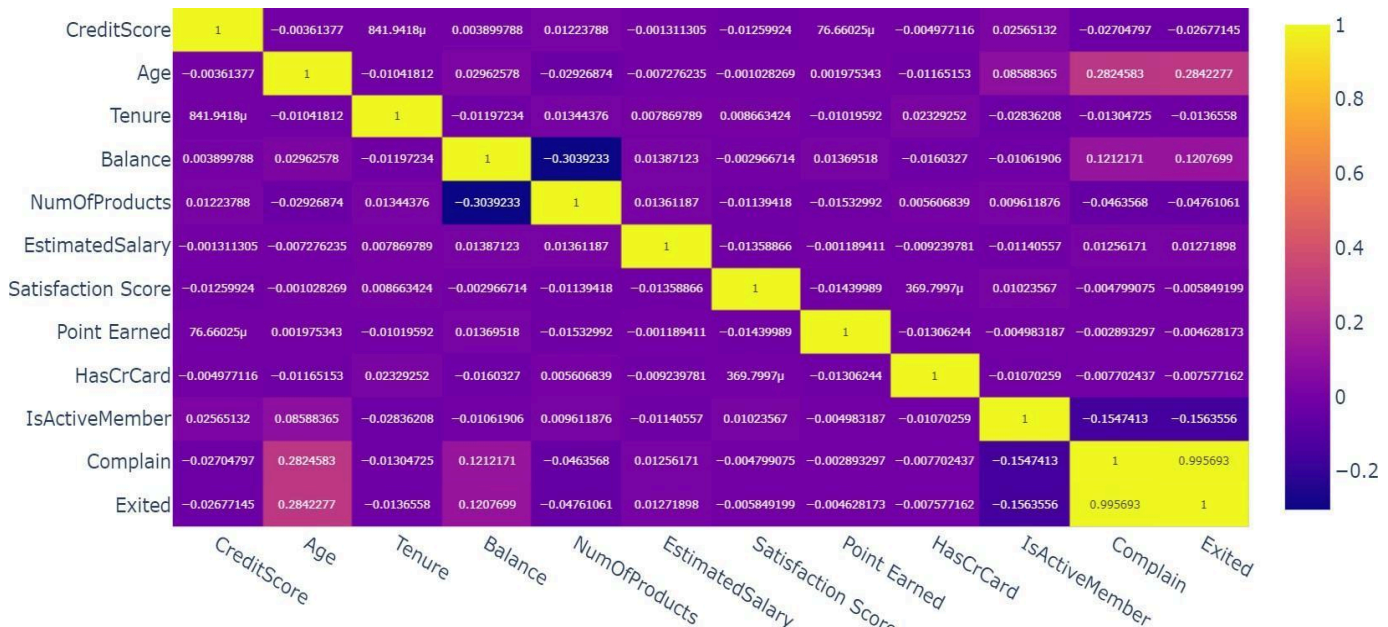 CreditScore 1 −0.00361377 841.9418μ 0.003899788 0.01223788 −0.001311305 −0.01259924 76.66025μ −0.004977116 0.02565132 −0.02704797 −0.02677145
Age −0.00361377 1 −0.01041812 0.02962578 −0.02926874 −0.007276235 −0.001028269 0.001975343 −0.01165153 0.08588365 0.2824583 0.2842277
Tenure 841.9418μ −0.01041812 1 −0.01197234 0.01344376 0.007869789 0.008663424 −0.01019592 0.02329252 −0.02836208 −0.01304725 −0.0136558
Balance 0.003899788 0.02962578 −0.01197234 1 −0.3039233 0.01387123 −0.002966714 0.01369518 −0.0160327 −0.01061906 0.1212171 0.1207699
NumOfProducts 0.01223788 −0.02926874 0.01344376 −0.3039233 1 0.01361187 −0.01139418 −0.01532992 0.005606839 0.009611876 −0.0463568 −0.04761061
EstimatedSalary −0.001311305 −0.007276235 0.007869789 0.01387123 0.01361187 1 −0.01358866 −0.001189411 −0.009239781 −0.01140557 0.01256171 0.01271898
Satisfaction Score −0.01259924 −0.001028269 0.008663424 −0.002966714 −0.01139418 −0.01358866 1 −0.01439989 369.7997μ 0.01023567 −0.004799075 −0.005849199
Point Earned 76.66025μ 0.001975343 −0.01019592 0.01369518 −0.01532992 −0.001189411 −0.01439989 1 −0.01306244 −0.004983187 −0.002893297 −0.004628173
HasCrCard −0.004977116 −0.01165153 0.02329252 −0.0160327 0.005606839 −0.009239781 369.7997μ −0.01306244 1 −0.01070259 −0.007702437 −0.007577162
IsActiveMember 0.02565132 0.08588365 −0.02836208 −0.01061906 0.009611876 −0.01140557 0.01023567 −0.004983187 −0.01070259 1 −0.1547413 −0.1563556
Complain −0.02704797 0.2824583 −0.01304725 0.1212171 −0.0463568 0.01256171 −0.004799075 −0.002893297 −0.007702437 −0.1547413 1 0.995693
Exited −0.02677145 0.2842277 −0.0136558 0.1207699 −0.04761061 0.01271898 −0.005849199 −0.004628173 −0.007577162 −0.1563556 0.995693 1
CreditScore Age Tenure Balance NumOfProducts EstimatedSalary Satisfaction Score Point Earned HasCrCard IsActiveMember Complain Exited
1
0.8
0.6
0.4
0.2
0
−0.2